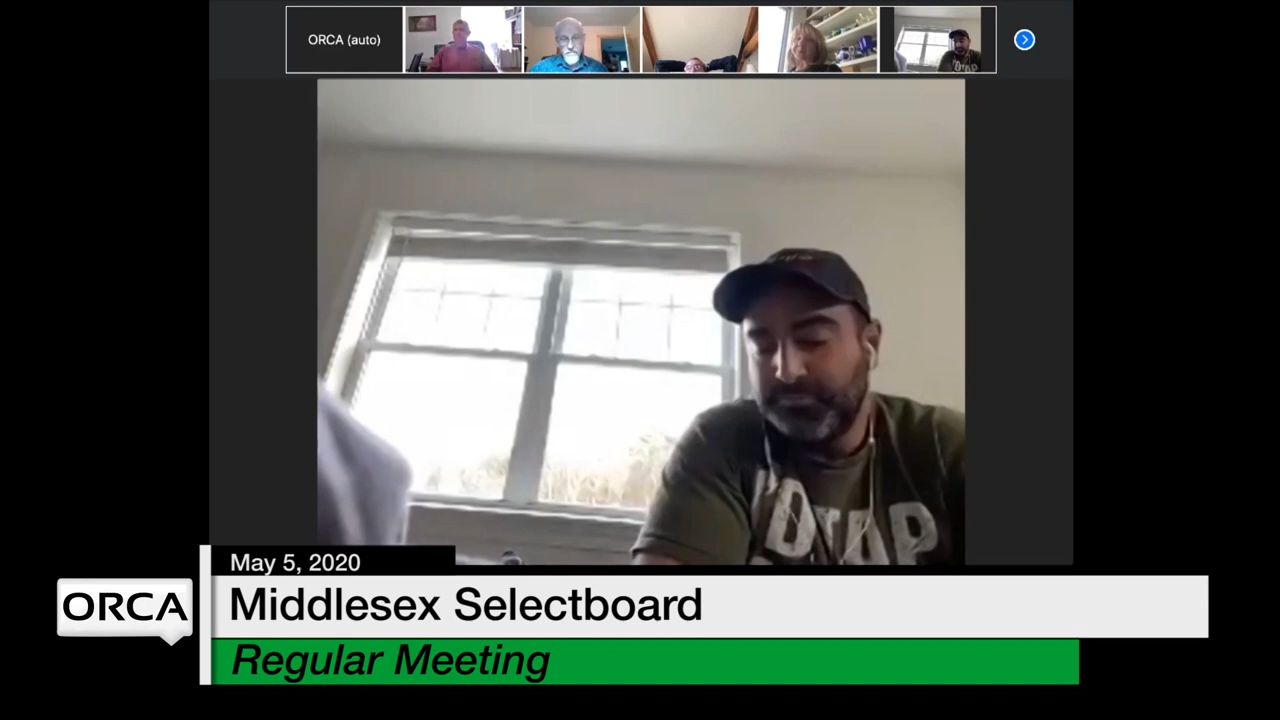 ORCA (auto)
May 5, 2020
ORCA
Middlesex Selectboard
Regular Meeting